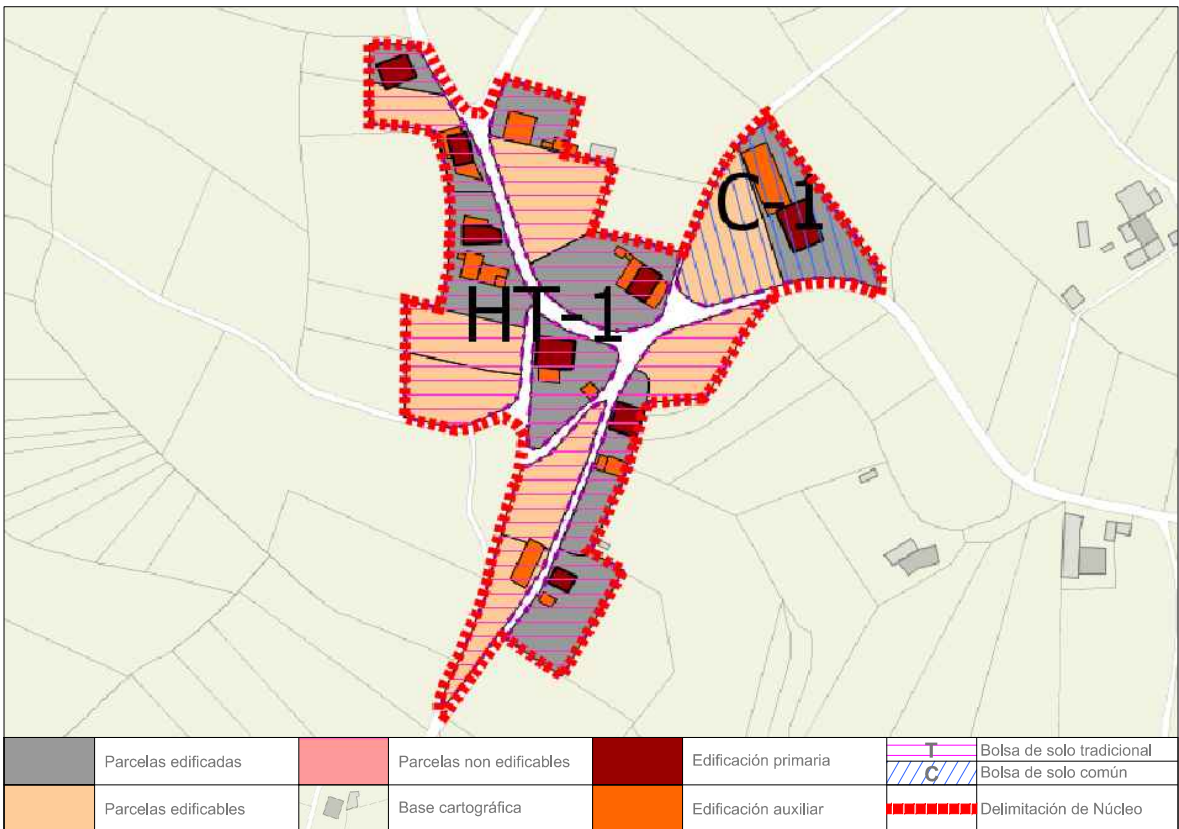 C-1
HT-1
Parcelas edificadas
Parcelas non edificables
Edificación primaria
T
Bolsa de solo tradicional
C
Bolsa de solo común
Parcelas edificables
Base cartográfica
Edificación auxiliar
Delimitación de Núcleo